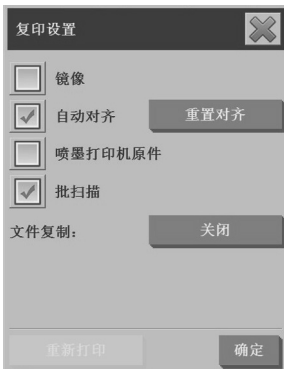 复印设置
镜像
自动对齐 重置对齐
喷墨打印机原件
批扫描
文件复制： 关闭
重新打印 确定